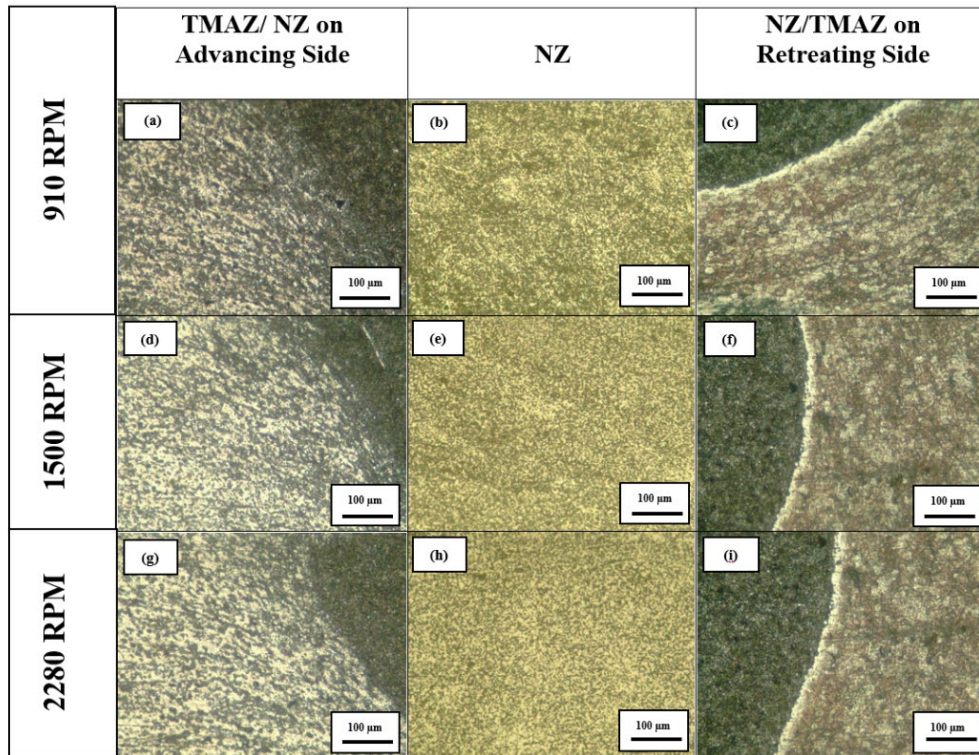 TMAZ/ NZ on
Advancing Side
NZ
NZ/TMAZ on
Retreating Side
910 RPM
(a)
100 µm
(b)
100 µm
(c)
100 µm
1500 RPM
(d)
100 µm
(e)
100 µm
(f)
100 µm
2280 RPM
(g)
100 µm
(h)
100 µm
(i)
100 µm